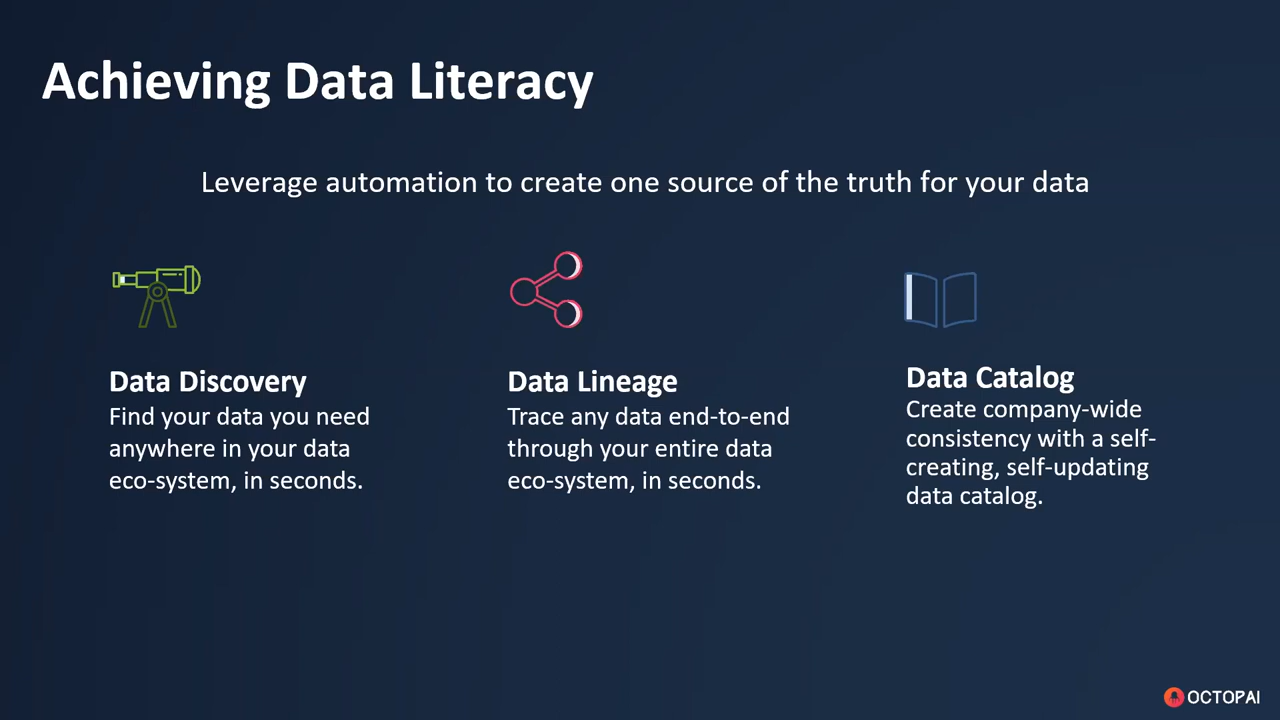 Achieving Data Literacy
Leverage automation to create one source of the truth for your data
Data Discovery
Find your data you need
anywhere in your data
eco-system, in seconds.
Data Lineage
Trace any data end-to-end
through your entire data
eco-system, in seconds.
Data Catalog
Create company-wide
consistency with a self-
creating, self-updating
data catalog.
OCTOPAI